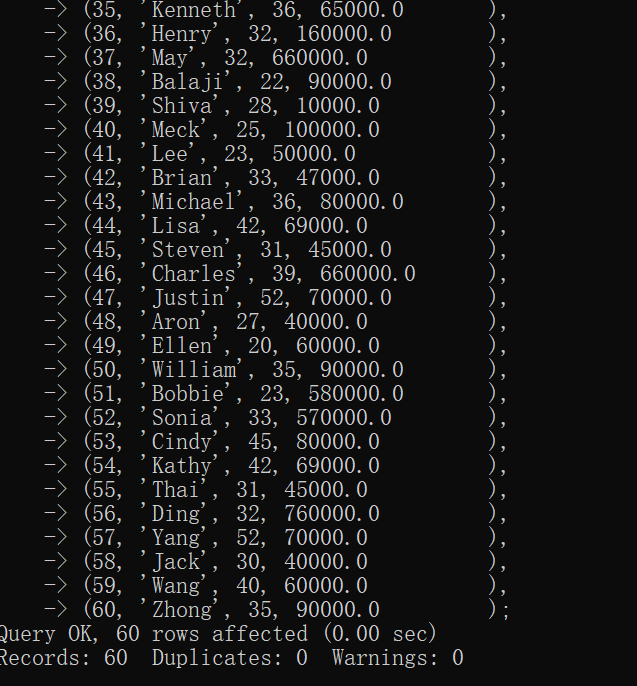 -> (35, 'Kenneth', 36, 65000.0       ),
-> (36, 'Henry', 32, 160000.0        ),
-> (37, 'May', 32, 660000.0          ),
-> (38, 'Balaji', 22, 90000.0        ),
-> (39, 'Shiva', 28, 10000.0         ),
-> (40, 'Meck', 25, 100000.0         ),
-> (41, 'Lee', 23, 50000.0           ),
-> (42, 'Brian', 33, 47000.0         ),
-> (43, 'Michael', 36, 80000.0       ),
-> (44, 'Lisa', 42, 69000.0          ),
-> (45, 'Steven', 31, 45000.0        ),
-> (46, 'Charles', 39, 660000.0      ),
-> (47, 'Justin', 52, 70000.0        ),
-> (48, 'Aron', 27, 40000.0          ),
-> (49, 'Ellen', 20, 60000.0         ),
-> (50, 'William', 35, 90000.0       ),
-> (51, 'Bobbie', 23, 580000.0       ),
-> (52, 'Sonia', 33, 570000.0        ),
-> (53, 'Cindy', 45, 80000.0         ),
-> (54, 'Kathy', 42, 69000.0         ),
-> (55, 'Thai', 31, 45000.0          ),
-> (56, 'Ding', 32, 760000.0         ),
-> (57, 'Yang', 52, 70000.0          ),
-> (58, 'Jack', 30, 40000.0          ),
-> (59, 'Wang', 40, 60000.0          ),
-> (60, 'Zhong', 35, 90000.0         );
Query OK, 60 rows affected (0.00 sec)
Records: 60  Duplicates: 0  Warnings: 0